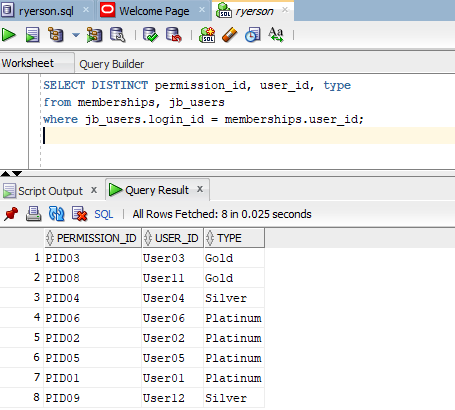 ryerson.sql Welcome Page ryerson
Worksheet Query Builder
SELECT DISTINCT permission_id, user_id, type
from memberships, jb_users
where jb_users.login_id = memberships.user_id;
Script Output x Query Result x
SQL | All Rows Fetched: 8 in 0.025 seconds
PERMISSION_ID USER_ID TYPE
1 PID03 User03 Gold
2 PID08 User11 Gold
3 PID04 User04 Silver
4 PID06 User06 Platinum
5 PID02 User02 Platinum
6 PID05 User05 Platinum
7 PID01 User01 Platinum
8 PID09 User12 Silver